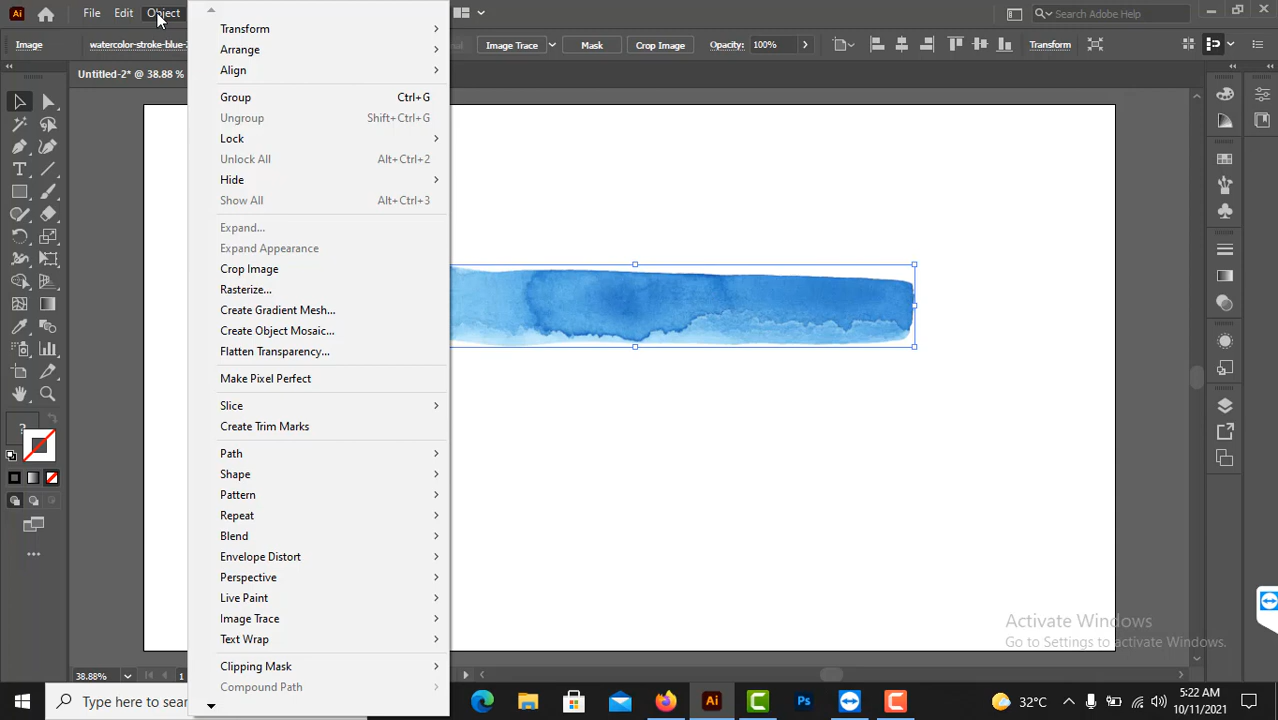 Ai File Edit Object Search Adobe Help
Image watercolor-stroke-blue-2 Image Trace Mask Crop Image Opacity: 100% Transform
Untitled-2* @ 38.88 %
Transform
Arrange
Align
Group Ctrl+G
Ungroup Shift+Ctrl+G
Lock
Unlock All Alt+Ctrl+2
Hide
Show All Alt+Ctrl+3
Expand...
Expand Appearance
Crop Image
Rasterize...
Create Gradient Mesh...
Create Object Mosaic...
Flatten Transparency...
Make Pixel Perfect
Slice
Create Trim Marks
Path
Shape
Pattern
Repeat
Blend
Envelope Distort
Perspective
Live Paint
Image Trace
Text Wrap
Clipping Mask
Compound Path
?
Activate Windows
Go to Settings to activate Windows.
38.88% 1
Type here to sea
Ai Ps 32°C 5:22 AM
10/11/2021